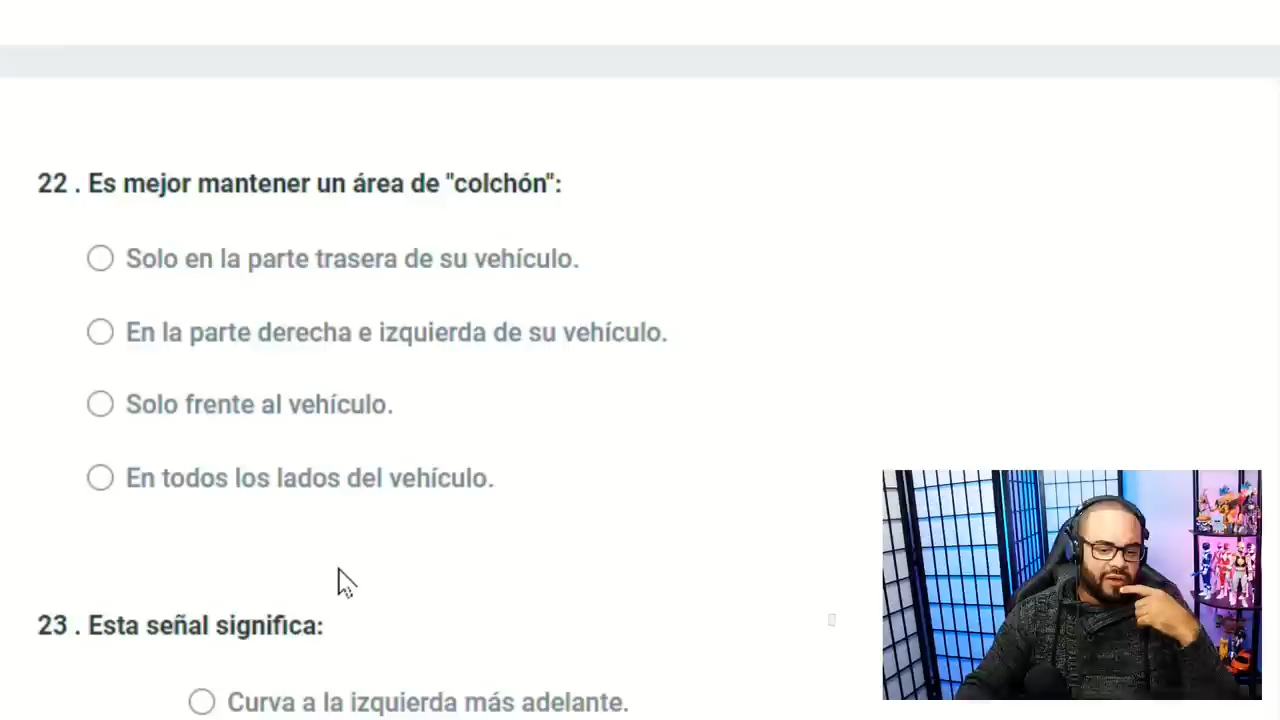 22 . Es mejor mantener un área de "colchón":
Solo en la parte trasera de su vehículo.
En la parte derecha e izquierda de su vehículo.
Solo frente al vehículo.
En todos los lados del vehículo.
23 . Esta señal significa:
Curva a la izquierda más adelante.